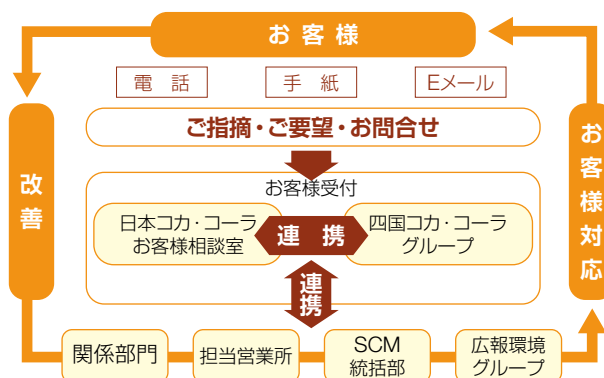 お客様
電話
手紙
Eメール
ご指摘・ご要望・お問合せ
改善
お客様対応
お客様受付
日本コカ・コーラ
お客様相談室
連携
四国コカ・コーラ
グループ
連携
関係部門
担当営業所
SCM
統括部
広報環境
グループ